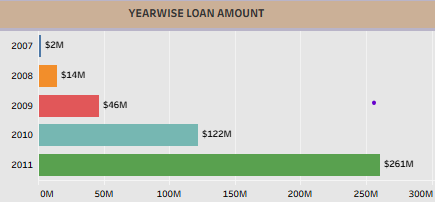 YEARWISE LOAN AMOUNT
2007 $2M
2008 $14M
2009 $46M
2010 $122M
2011 $261M
0M 50M 100M 150M 200M 250M 300M